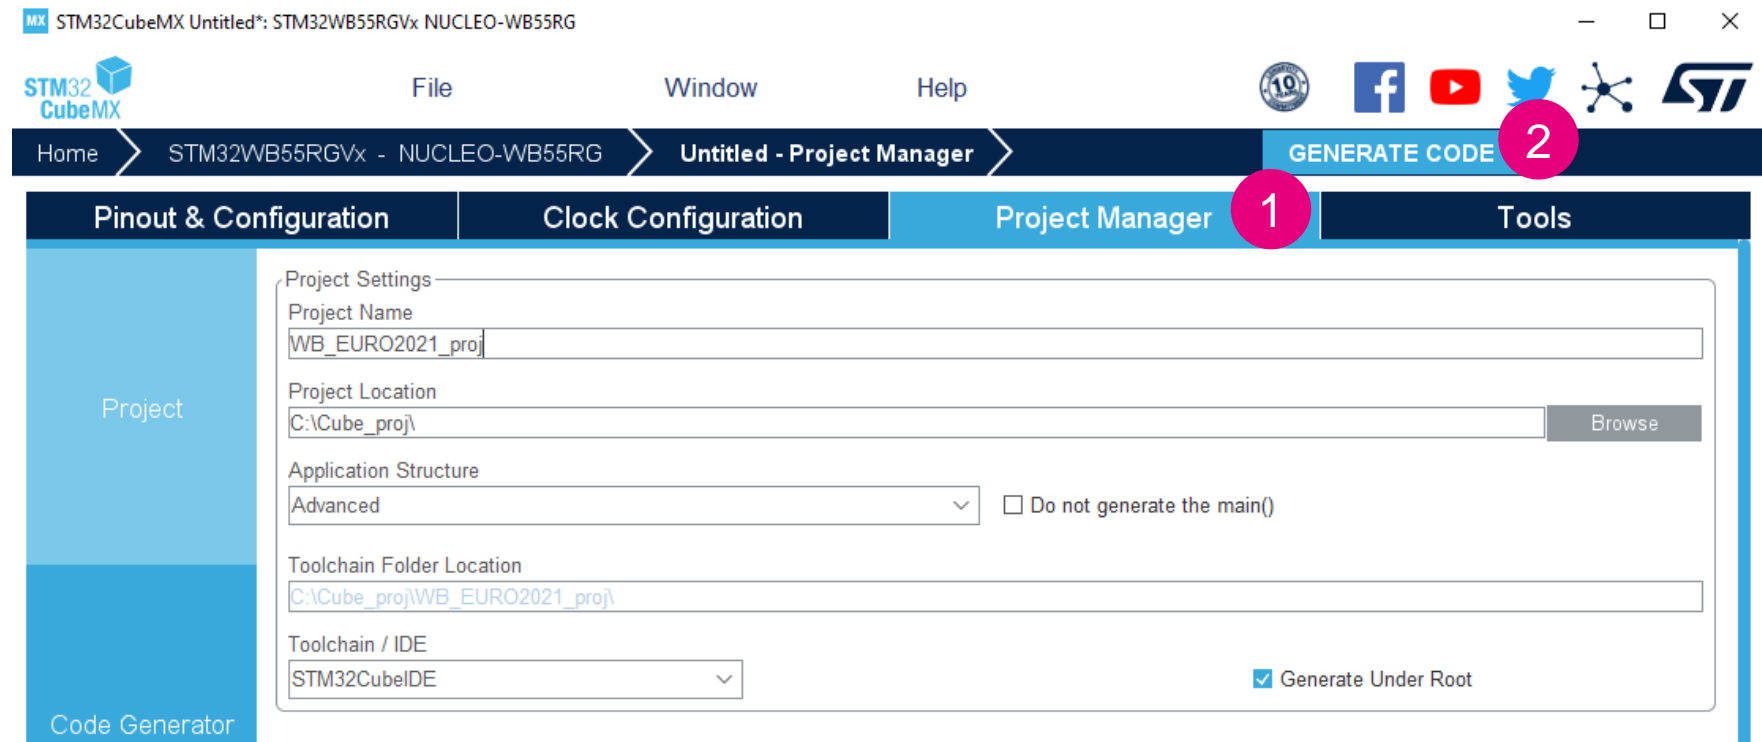 MX STM32CubeMX Untitled*: STM32WB55RGVx NUCLEO-WB55RG
STM32 CubeMX
File Window Help
10
Home STM32WB55RGVx - NUCLEO-WB55RG Untitled - Project Manager GENERATE CODE 2
Pinout & Configuration Clock Configuration Project Manager 1 Tools
Project Settings
Project Name
WB_EURO2021_proj
Project Location
C:\Cube_proj\ Browse
Project
Application Structure
Advanced Do not generate the main()
Toolchain Folder Location
C:\Cube_proj\WB_EURO2021_proj\
Toolchain / IDE
STM32CubeIDE Generate Under Root
Code Generator